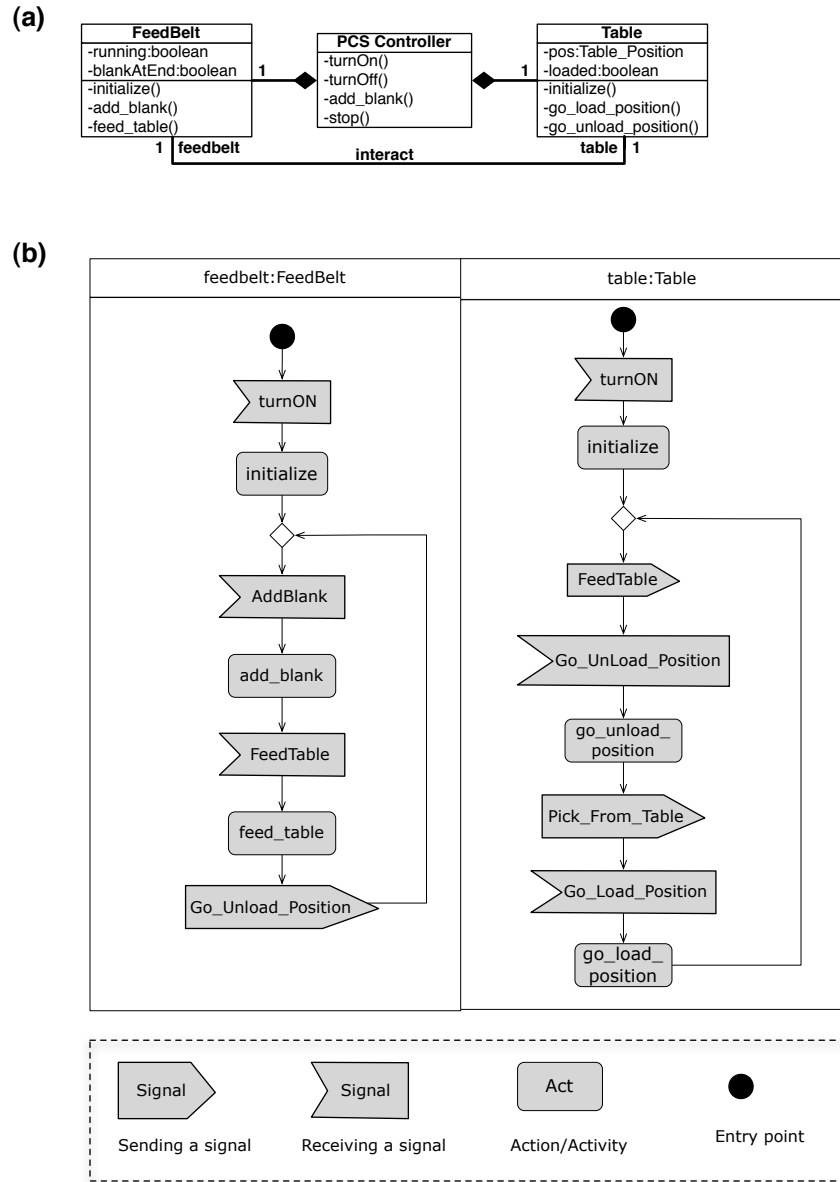 (a)
FeedBelt
-running:boolean
-blankAtEnd:boolean
-initialize()
-add_blank()
-feed_table()
1
PCS Controller
-turnOn()
-turnOff()
-add_blank()
-stop()
1
Table
-pos:Table_Position
-loaded:boolean
-initialize()
-go_load_position()
-go_unload_position()
1 feedbelt
interact
table 1
(b)
feedbelt:FeedBelt
turnON
initialize
AddBlank
add_blank
FeedTable
feed_table
Go_Unload_Position
table:Table
turnON
initialize
FeedTable
Go_UnLoad_Position
go_unload_
position
Pick_From_Table
Go_Load_Position
go_load_
position
Signal
Sending a signal
Signal
Receiving a signal
Act
Action/Activity
Entry point